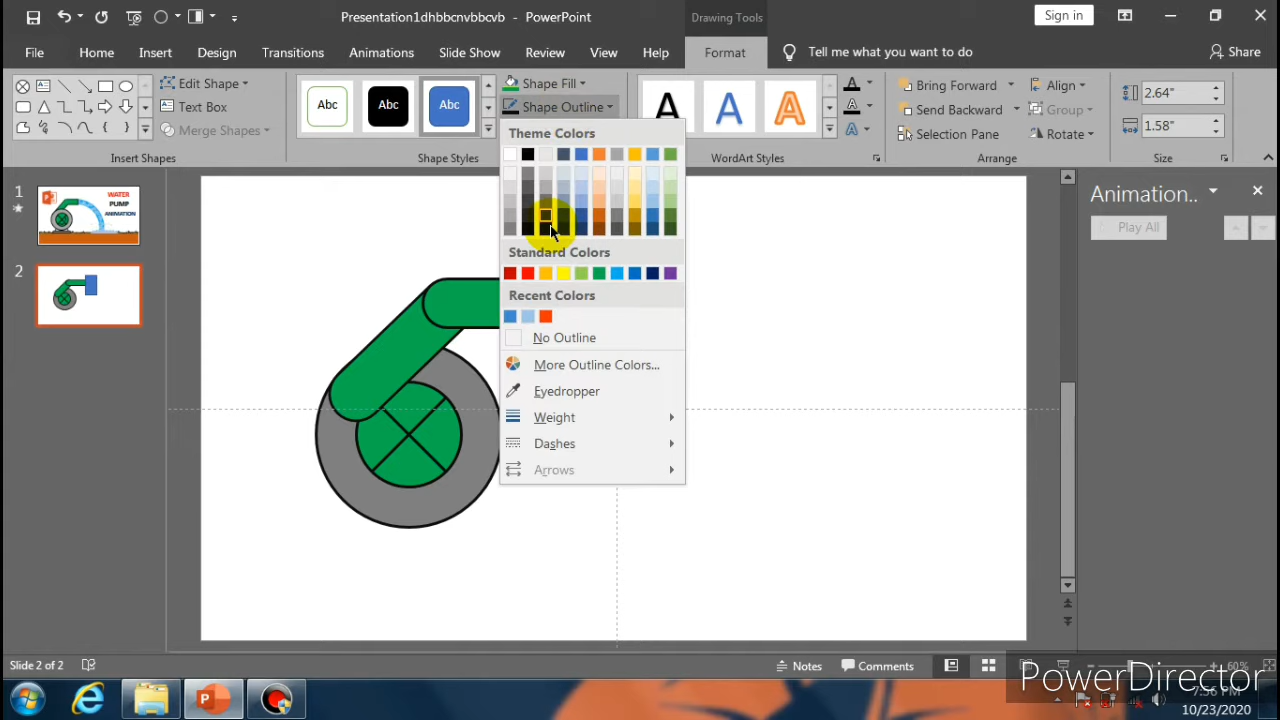 Presentation1dhbbcnvbbcvb - PowerPoint
Drawing Tools
Sign in
File
Home
Insert
Design
Transitions
Animations
Slide Show
Review
View
Help
Format
Tell me what you want to do
Share
Edit Shape
Text Box
Merge Shapes
Insert Shapes
Abc
Abc
Abc
Shape Styles
Shape Fill
Shape Outline
A
A
A
WordArt Styles
Bring Forward
Send Backward
Selection Pane
Align
Group
Rotate
Arrange
2.64"
1.58"
Size
Theme Colors
Standard Colors
Recent Colors
No Outline
More Outline Colors...
Eyedropper
Weight
Dashes
Arrows
1
WATER
PUMP
ANIMATION
2
Animation..
Play All
Slide 2 of 2
Notes
Comments
60%
PowerDirector
7:56 PM
10/23/2020